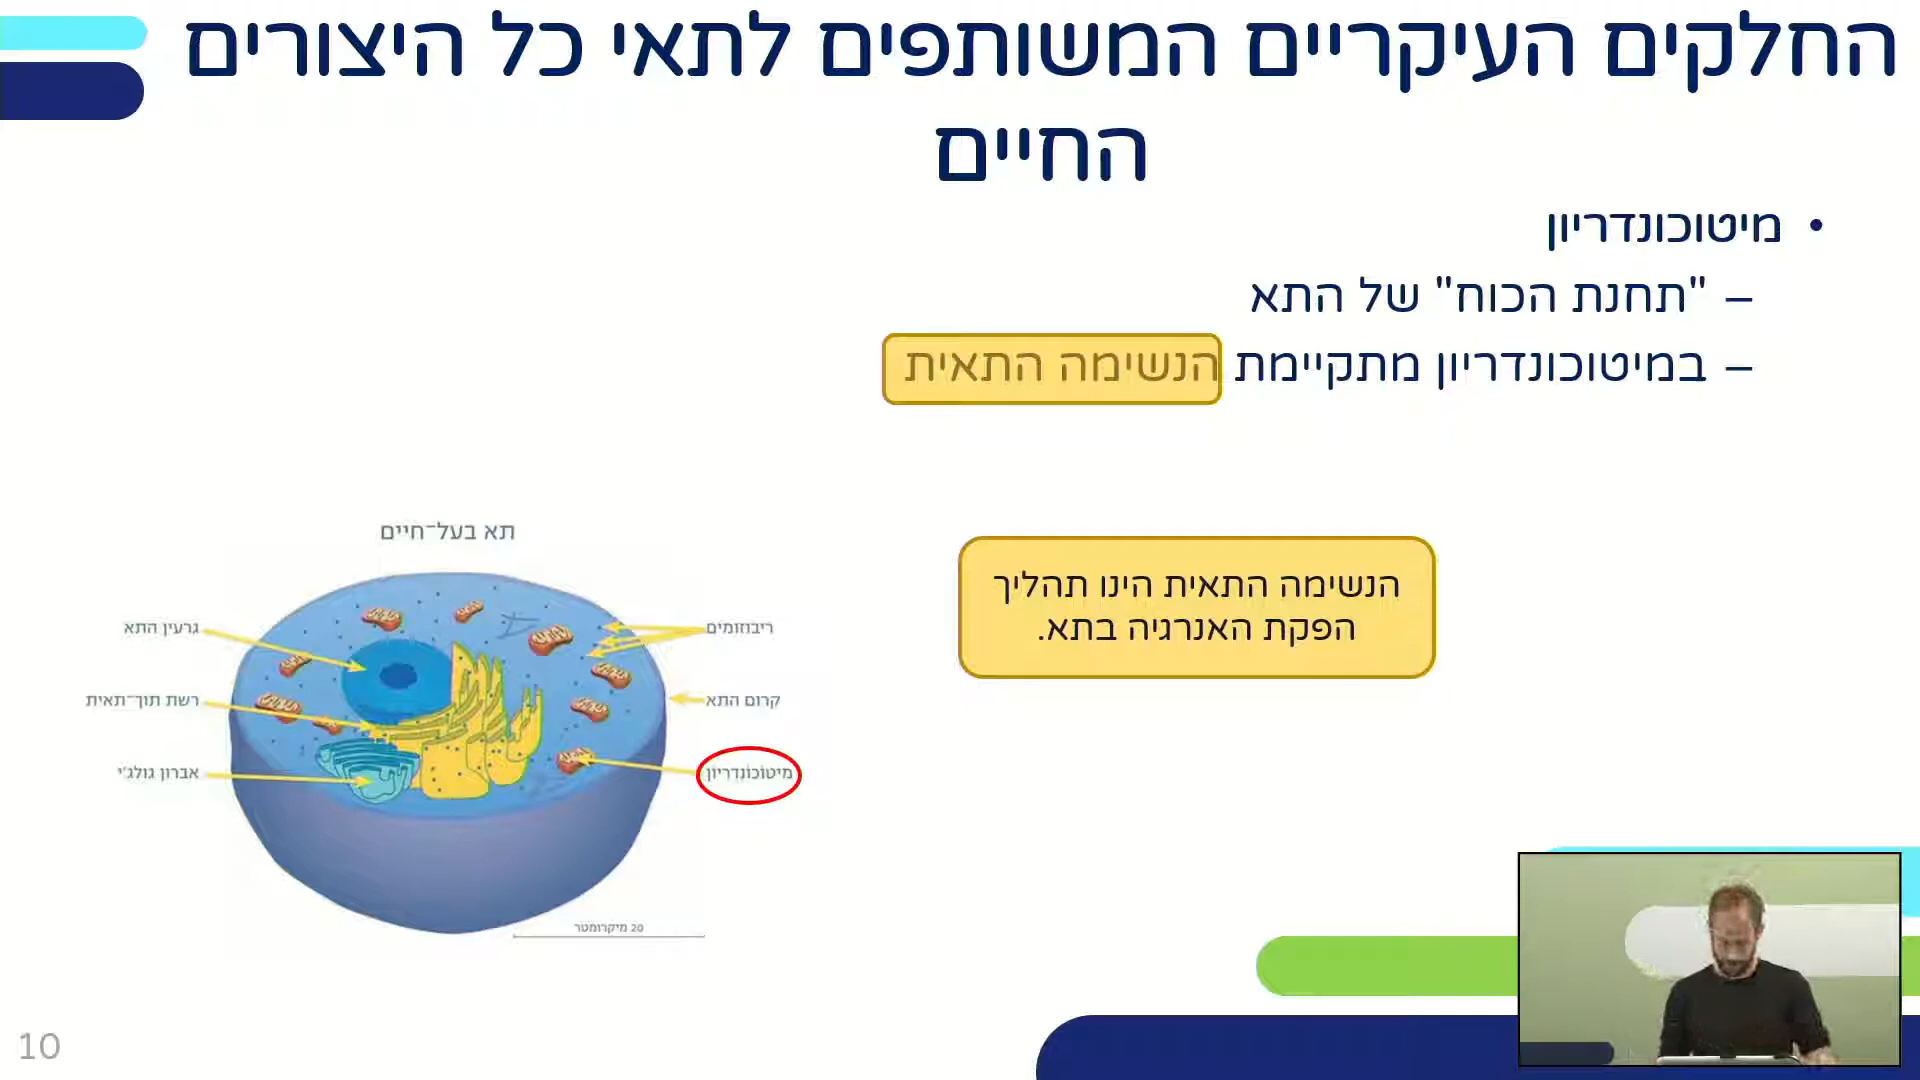 החלקים העיקריים המשותפים לתאי כל היצורים
החיים
• מיטוכונדריון
– "תחנת הכוח" של התא
– במיטוכונדריון מתקיימת הנשימה התאית
הנשימה התאית הינו תהליך
הפקת האנרגיה בתא.
תא בעל-חיים
ריבוזומים
קרום התא
מיטוכונדריון
גרעין התא
רשת תוך-תאית
אברון גולג'י
20 מיקרומטר
10